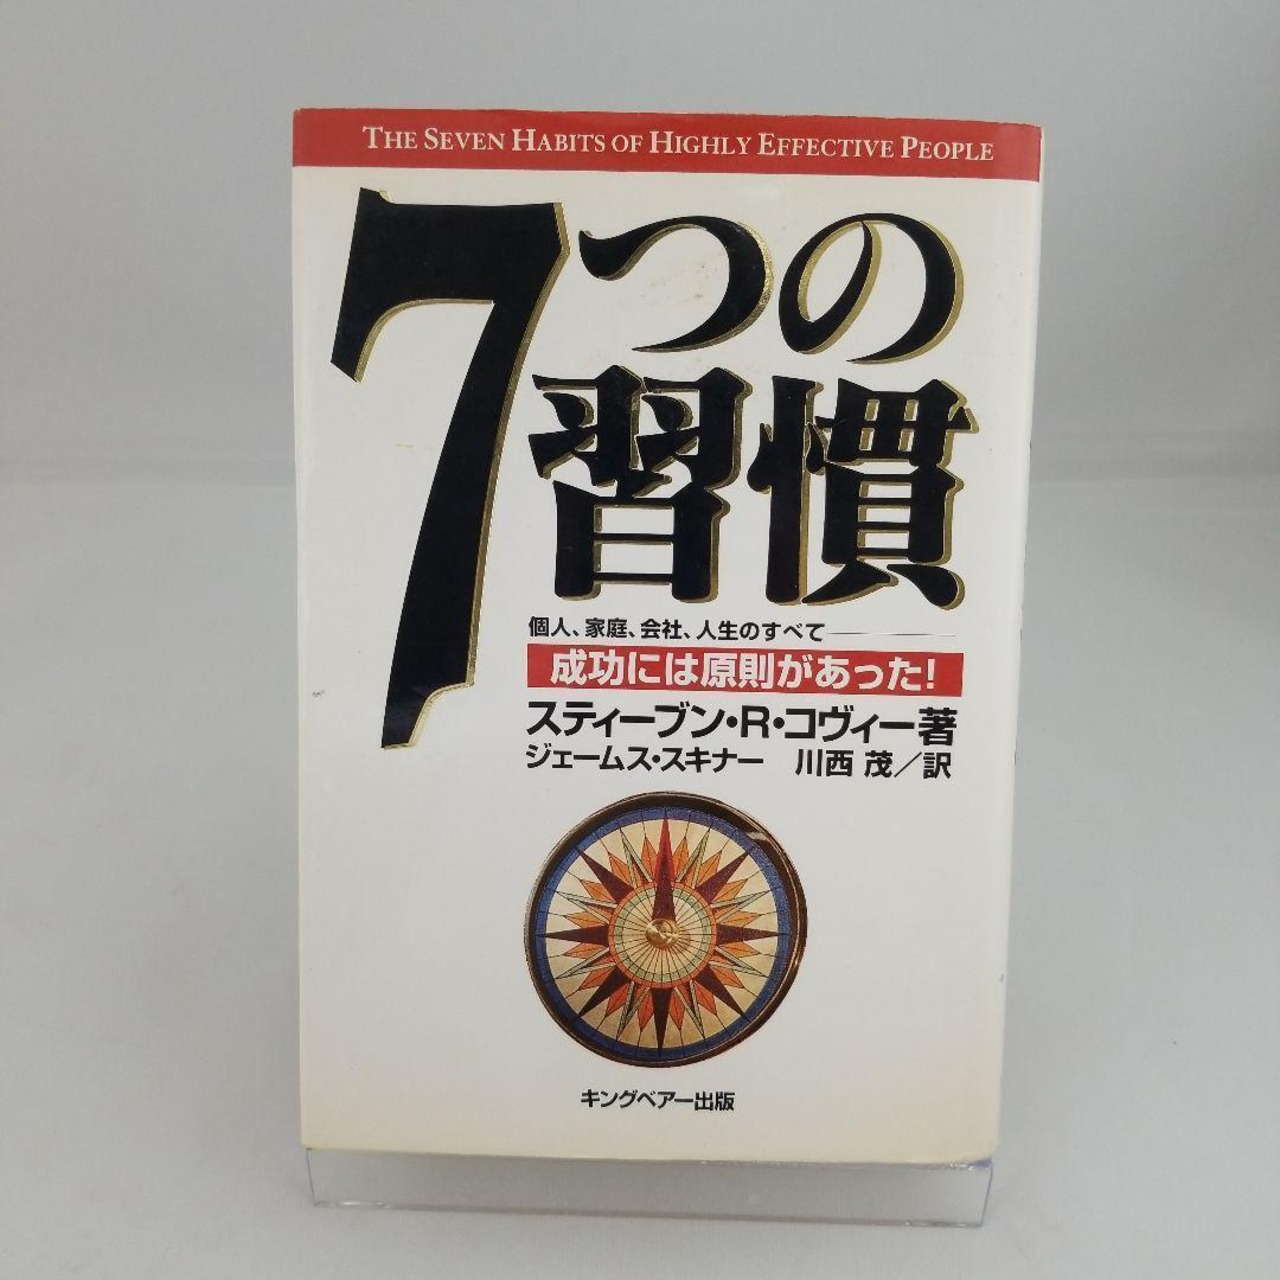 THE SEVEN HABITS OF HIGHLY EFFECTIVE PEOPLE
7つの
習慣
個人、家庭、会社、人生のすべて
成功には原則があった!
スティーブン・R・コヴィー著
ジェームス・スキナー 川西 茂／訳
キングベアー出版